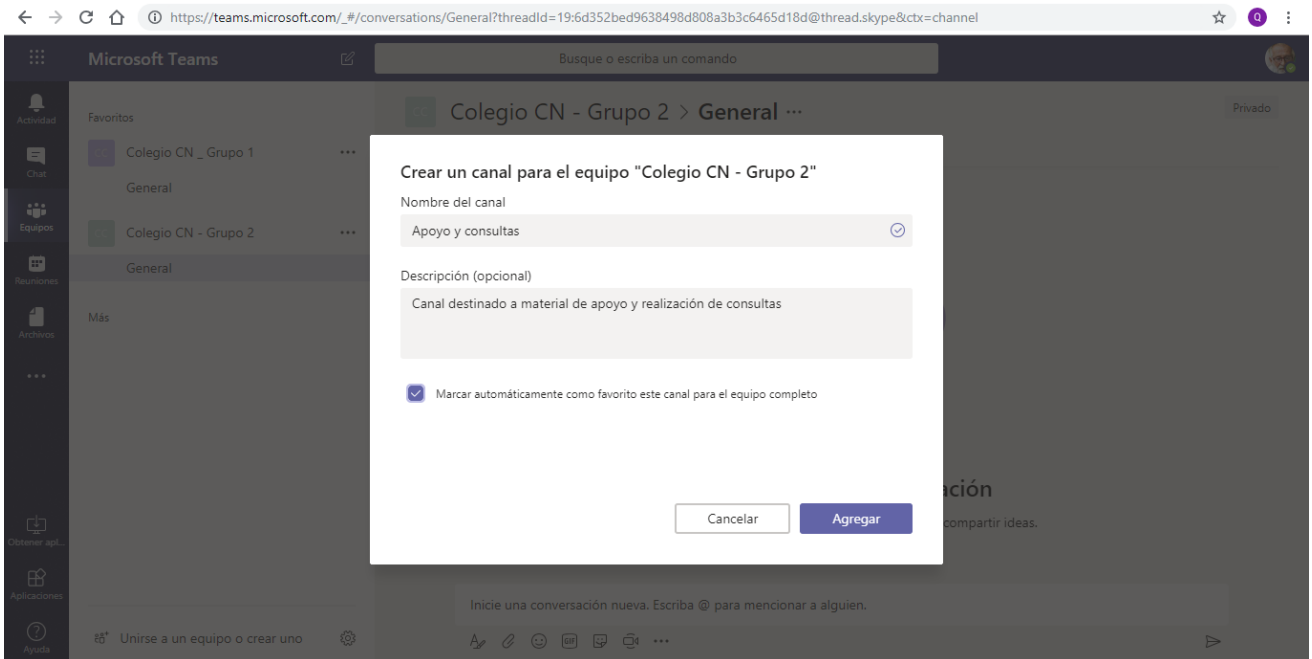 https://teams.microsoft.com/_#/conversations/General?threadId=19:6d352bed9638498d808a3b3c6465d18d@thread.skype&ctx=channel
Q
Microsoft Teams
Busque o escriba un comando
Actividad
Chat
Equipos
Reuniones
Archivos
Obtener apl...
Aplicaciones
Ayuda
Favoritos
CC
Colegio CN _ Grupo 1
General
CC
Colegio CN - Grupo 2
General
Más
Unirse a un equipo o crear uno
CC
Colegio CN - Grupo 2 > General
Privado
Crear un canal para el equipo "Colegio CN - Grupo 2"
Nombre del canal
Apoyo y consultas
Descripción (opcional)
Canal destinado a material de apoyo y realización de consultas
Marcar automáticamente como favorito este canal para el equipo completo
Cancelar
Agregar
ación
compartir ideas.
Inicie una conversación nueva. Escriba @ para mencionar a alguien.
GIF